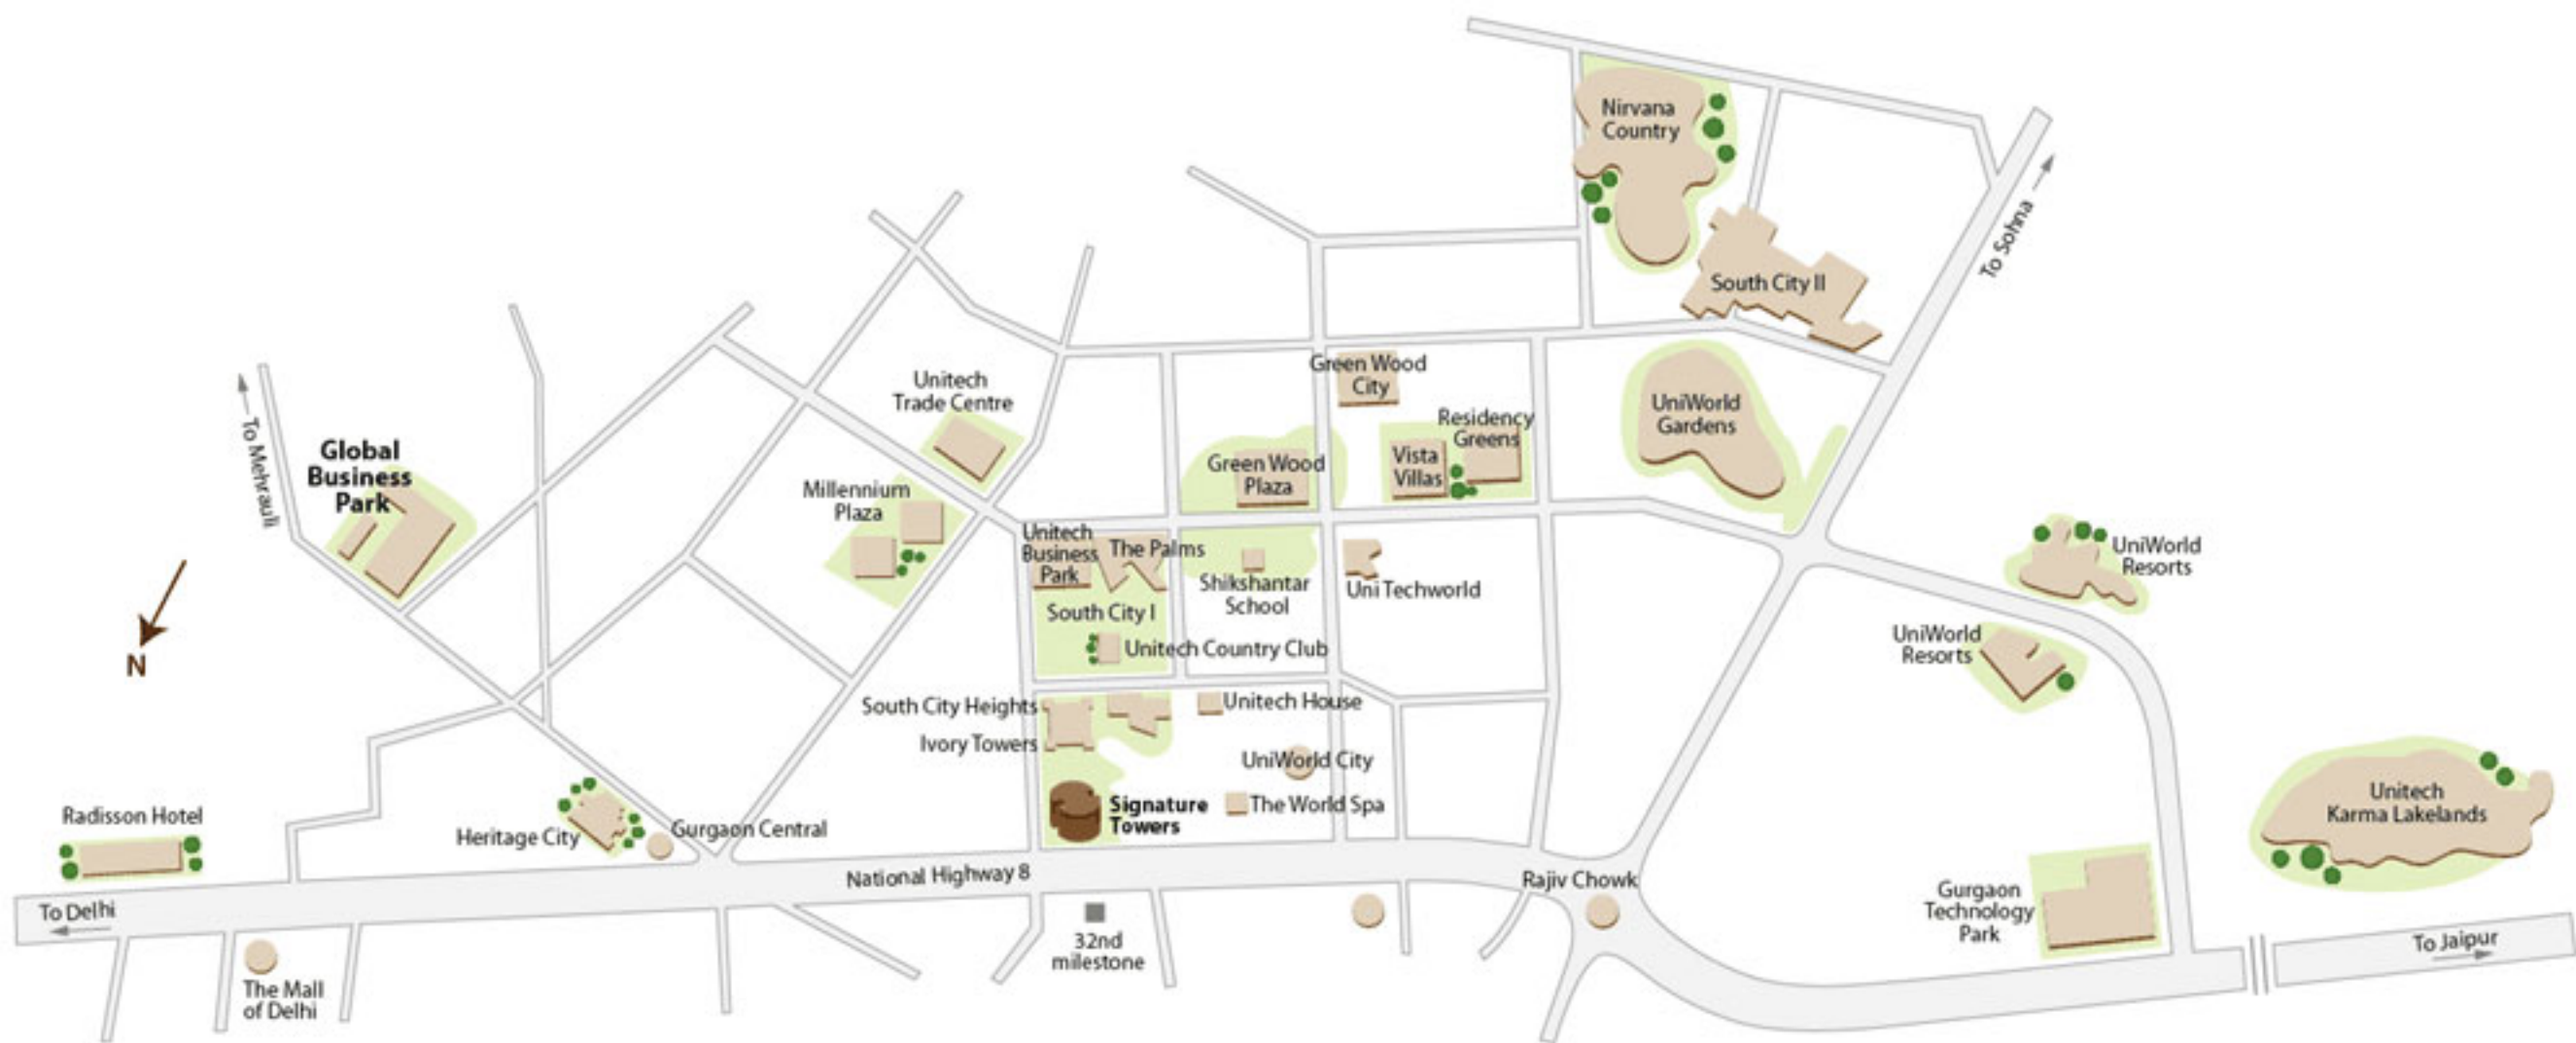 Nirvana
Country
To Sohna
South City II
Green Wood
City
Unitech
Trade Centre
UniWorld
Gardens
Residency
Greens
To Mehrauli
Global
Business
Park
Green Wood
Plaza
Vista
Villas
Millennium
Plaza
Unitech
Business
Park
The Palms
Shikshantar
School
Uni Techworld
UniWorld
Resorts
South City I
Unitech Country Club
UniWorld
Resorts
N
South City Heights
Unitech House
Ivory Towers
UniWorld City
Signature
Towers
The World Spa
Unitech
Karma Lakelands
Radisson Hotel
Heritage City
Gurgaon Central
National Highway 8
Rajiv Chowk
Gurgaon
Technology
Park
To Delhi
32nd
milestone
To Jaipur
The Mall
of Delhi